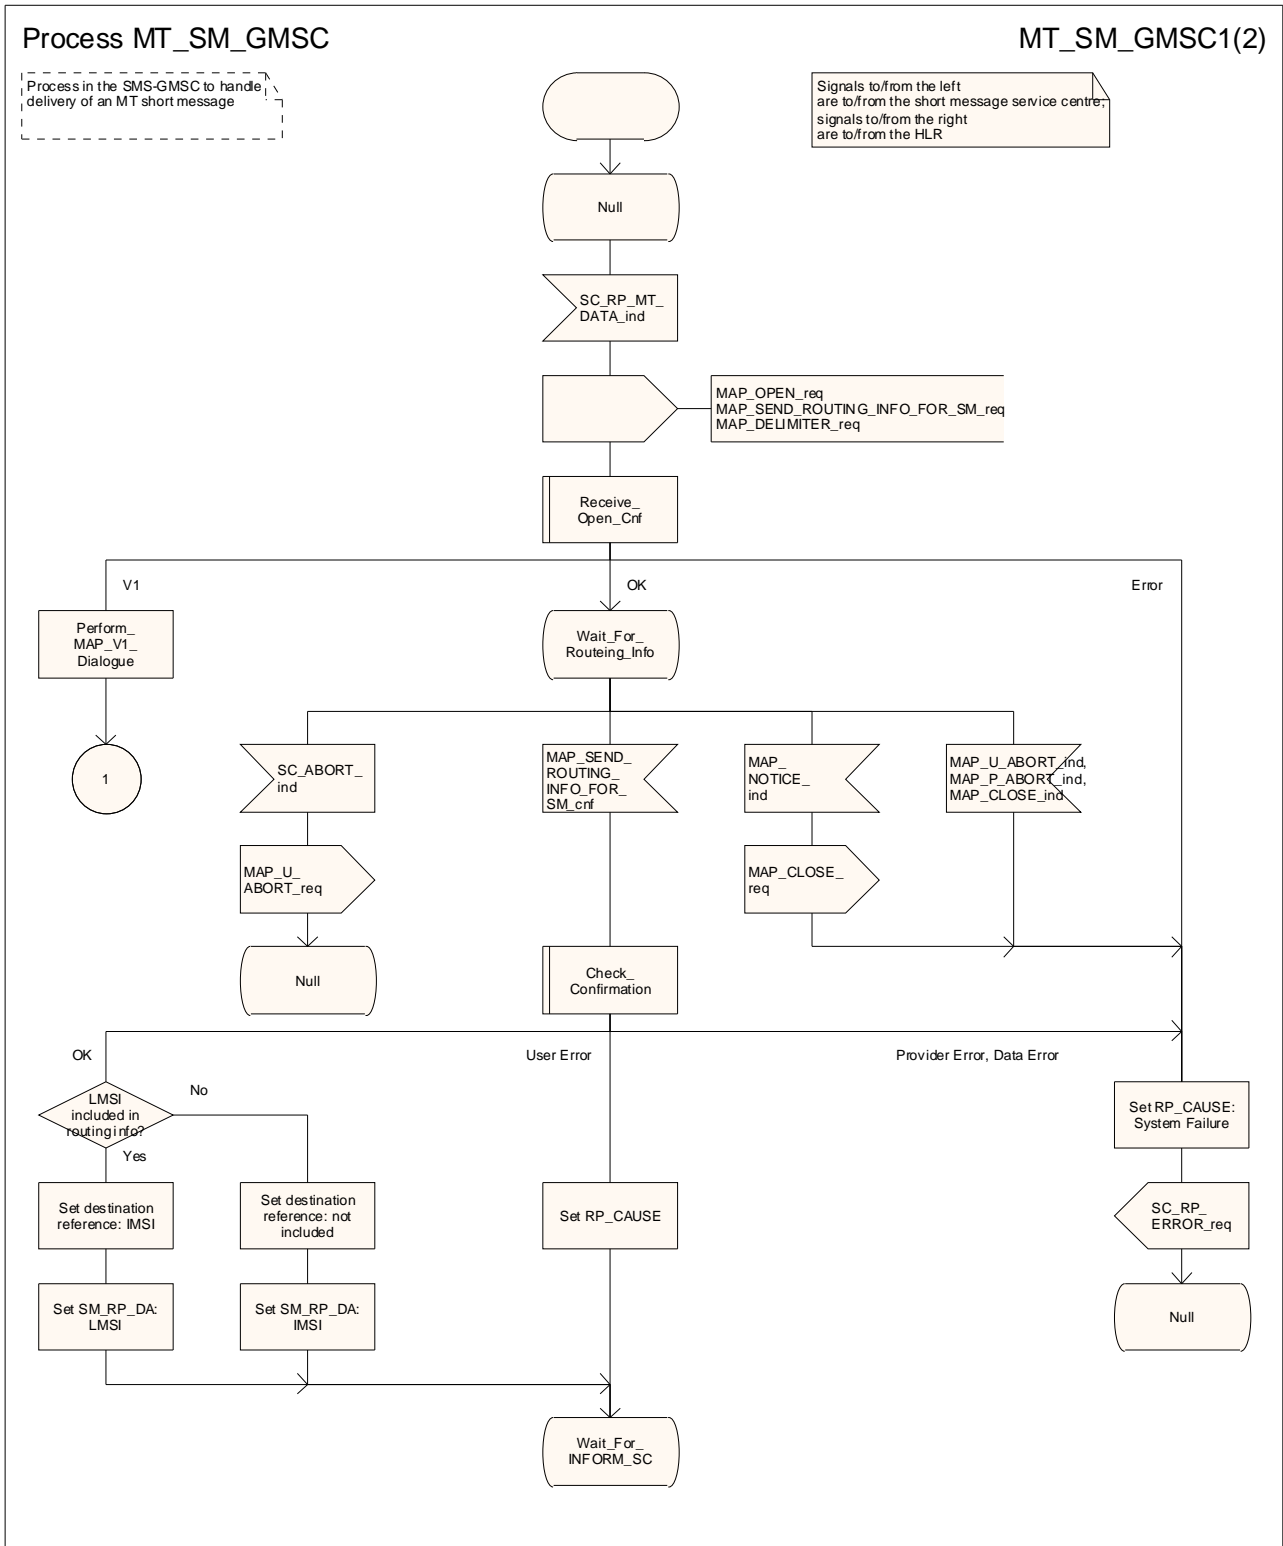 Process MT_SM_GMSC
MT_SM_GMSC1(2)
Process in the SMS-GMSC to handle
delivery of an MT short message
Signals to/from the left
are to/from the short message service centre;
signals to/from the right
are to/from the HLR
Null
SC_RP_MT_
DATA_ind
MAP_OPEN_req
MAP_SEND_ROUTING_INFO_FOR_SM_req
MAP_DELIMITER_req
Receive_
Open_Cnf
V1
OK
Error
Perform_
MAP_V1_
Dialogue
Wait_For_
Routeing_Info
1
SC_ABORT_
ind
MAP_SEND_
ROUTING_
INFO_FOR_
SM_cnf
MAP_
NOTICE_
ind
MAP_U_ABORT_ind,
MAP_P_ABORT_ind,
MAP_CLOSE_ind
MAP_U_
ABORT_req
MAP_CLOSE_
req
Null
Check_
Confirmation
OK
User Error
Provider Error, Data Error
LMSI
included in
routing info?
No
Yes
Set RP_CAUSE:
System Failure
Set destination
reference: IMSI
Set destination
reference: not
included
Set RP_CAUSE
SC_RP_
ERROR_req
Set SM_RP_DA:
LMSI
Set SM_RP_DA:
IMSI
Null
Wait_For_
INFORM_SC